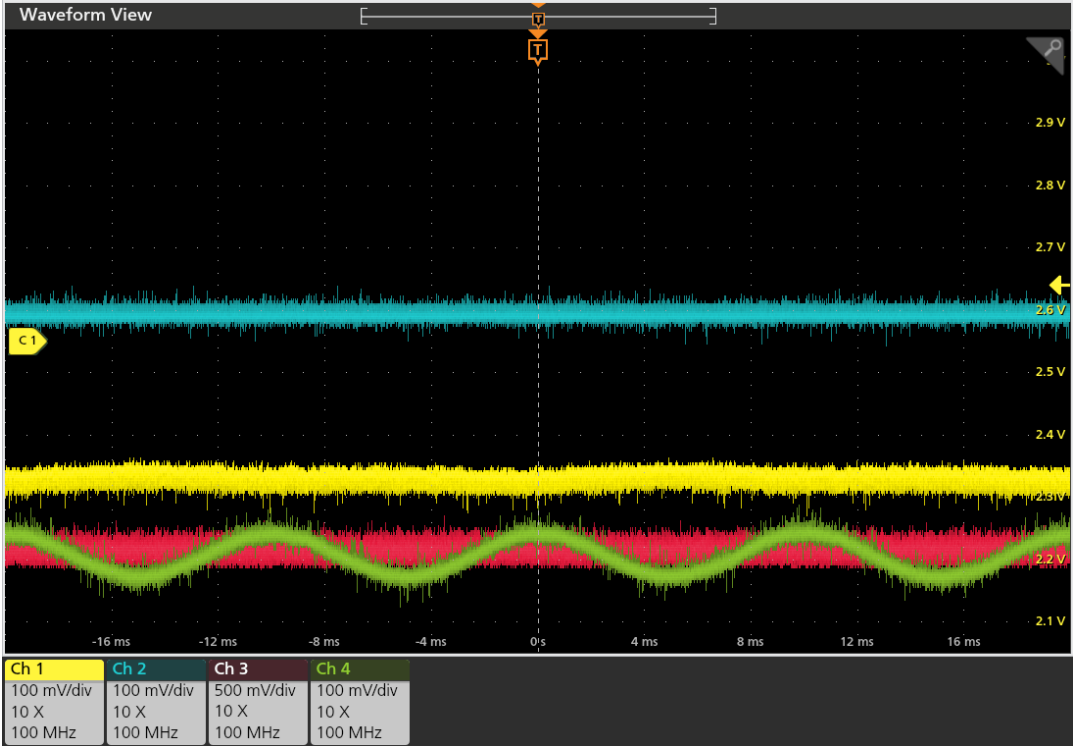 Waveform View
T
T
2.9 V
2.8 V
2.7 V
2.6 V
C 1
2.5 V
2.4 V
2.3 V
2.2 V
2.1 V
-16 ms -12 ms -8 ms -4 ms 0 s 4 ms 8 ms 12 ms 16 ms
Ch 1 Ch 2 Ch 3 Ch 4
100 mV/div 100 mV/div 500 mV/div 100 mV/div
10 X 10 X 10 X 10 X
100 MHz 100 MHz 100 MHz 100 MHz